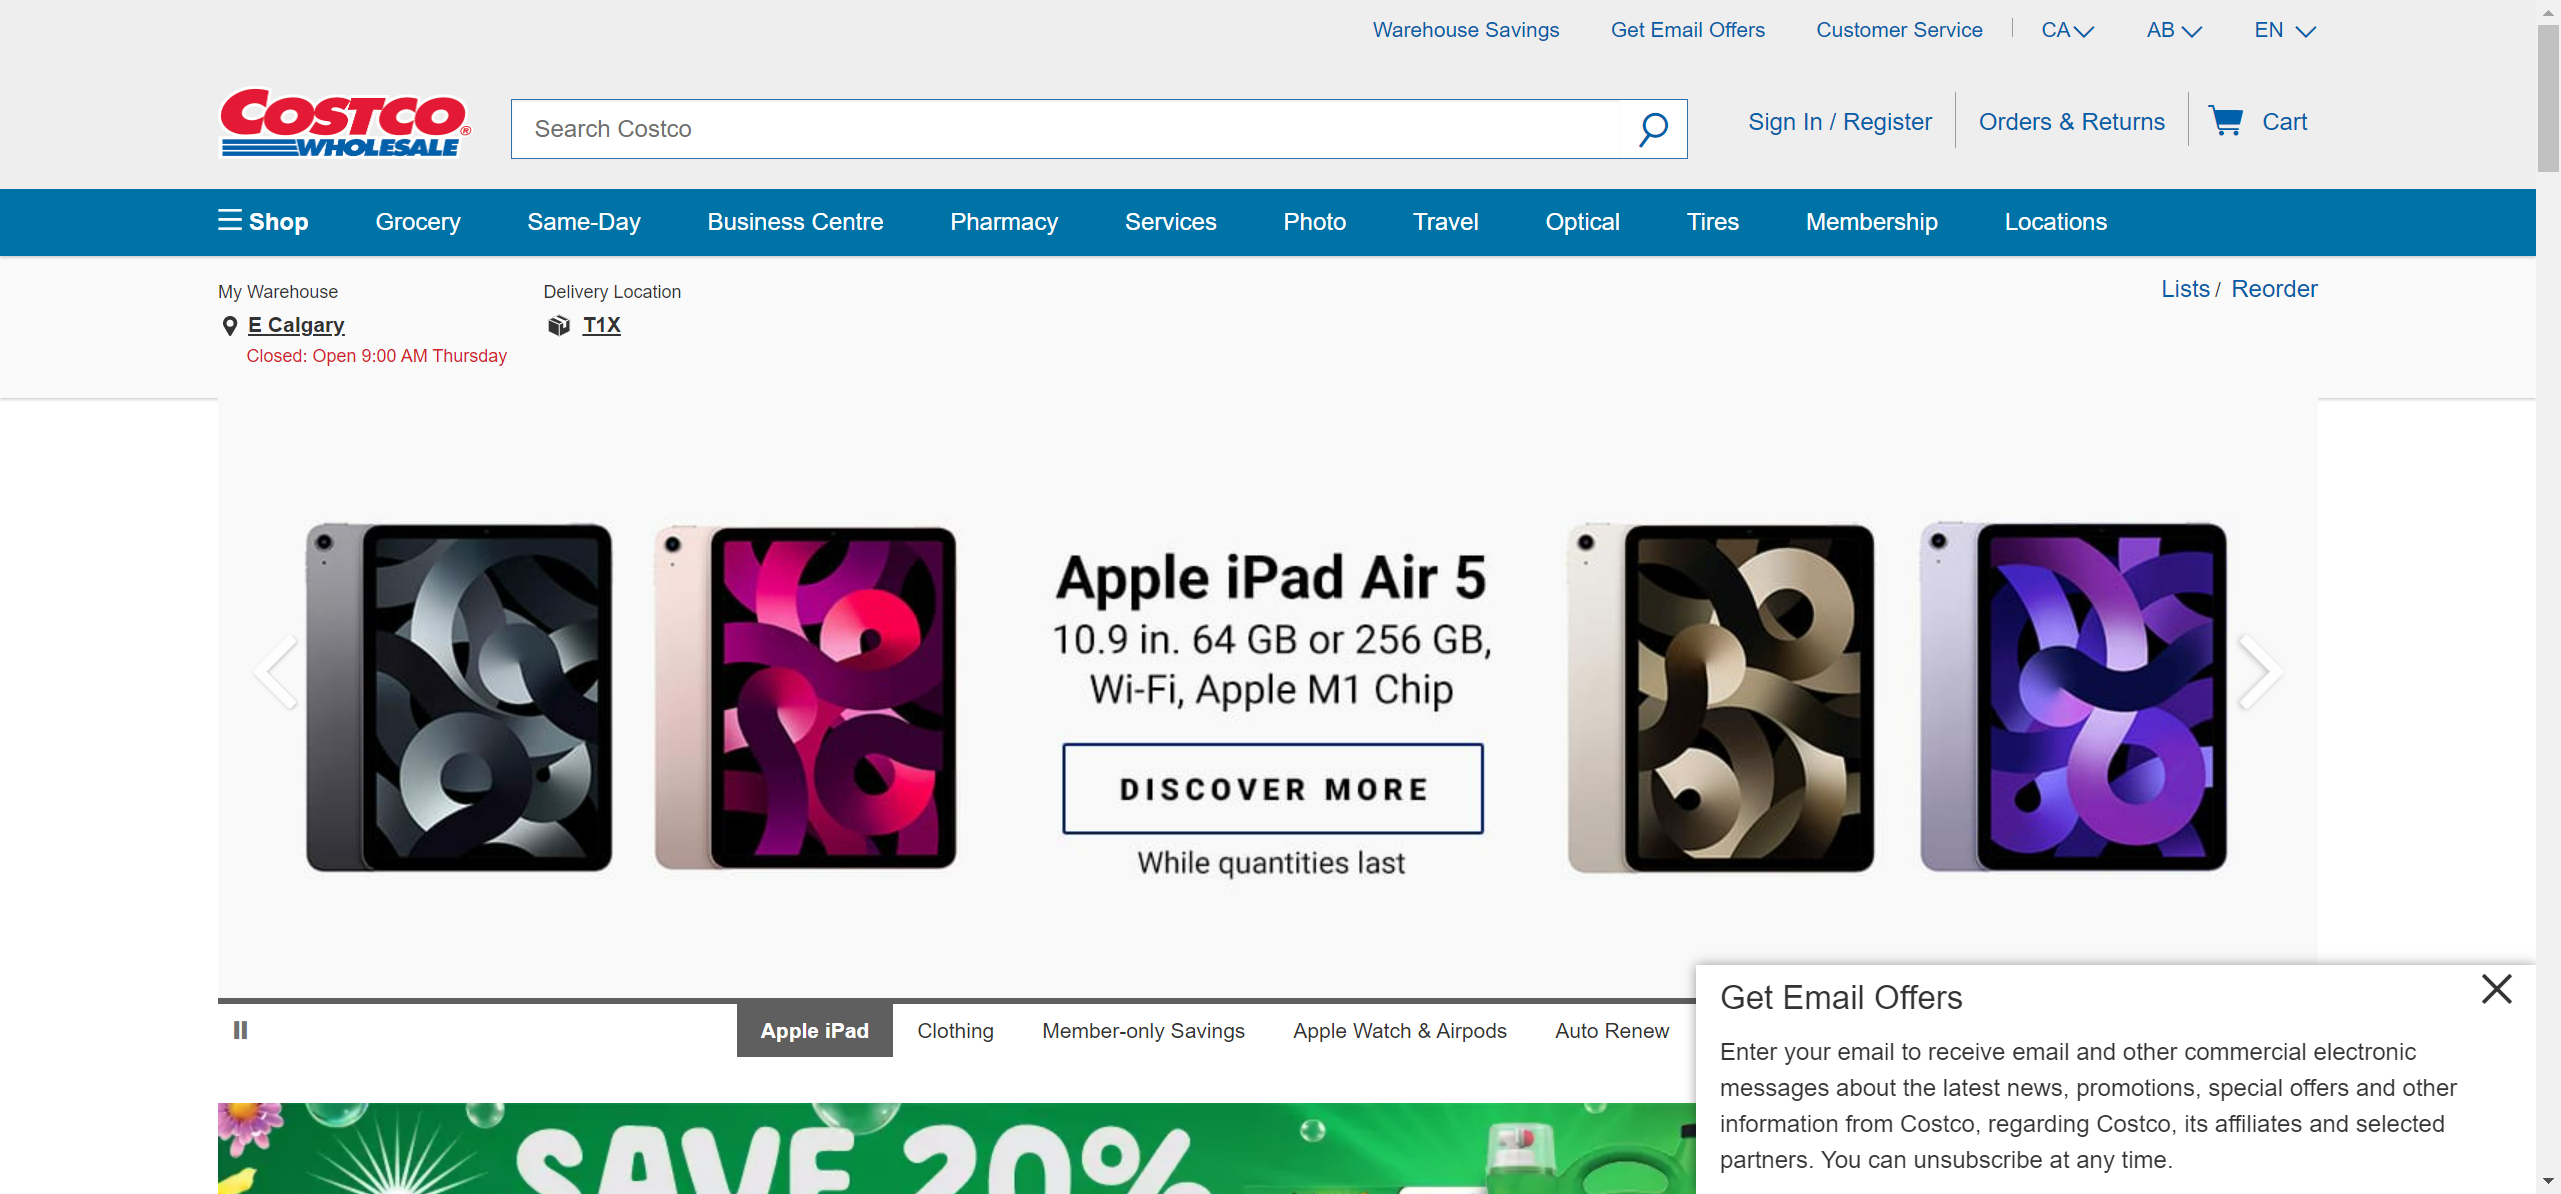 Warehouse Savings Get Email Offers Customer Service CA AB EN
COSTCO®
WHOLESALE
Search Costco
Sign In / Register Orders & Returns Cart
Shop Grocery Same-Day Business Centre Pharmacy Services Photo Travel Optical Tires Membership Locations
My Warehouse Delivery Location
Lists / Reorder
E Calgary T1X
Closed: Open 9:00 AM Thursday
Apple iPad Air 5
10.9 in. 64 GB or 256 GB,
Wi-Fi, Apple M1 Chip
DISCOVER MORE
While quantities last
Apple iPad Clothing Member-only Savings Apple Watch & Airpods Auto Renew
SAVE 20%
Get Email Offers
Enter your email to receive email and other commercial electronic
messages about the latest news, promotions, special offers and other
information from Costco, regarding Costco, its affiliates and selected
partners. You can unsubscribe at any time.